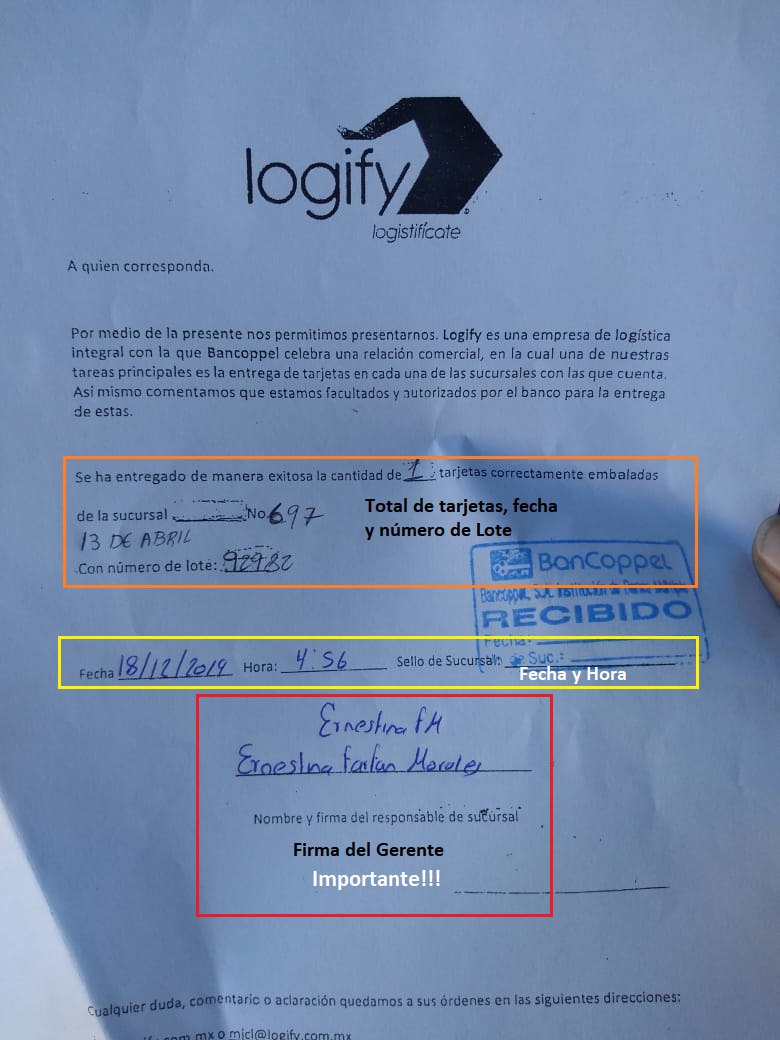 logify
logistifícate
A quien corresponda.
Por medio de la presente nos permitimos presentarnos. Logify es una empresa de logística
integral con la que Bancoppel celebra una relación comercial, en la cual una de nuestras
tareas principales es la entrega de tarjetas en cada una de las sucursales con las que cuenta.
Así mismo comentamos que estamos facultados y autorizados por el banco para la entrega
de estas.
Se ha entregado de manera exitosa la cantidad de 1 tarjetas correctamente embaladas
de la sucursal No 697
Total de tarjetas, fecha
y número de Lote
13 DE ABRIL
Con número de lote: 92982
BanCoppel
Bancoppel, S.A. Institución de Banca Múltiple
RECIBIDO
Fecha:
Suc.:
Fecha 18/12/2019 Hora: 4:56 Sello de Sucursal:
Fecha y Hora
Ernestina FM
Ernestina Farfan Morales
Nombre y firma del responsable de sucursal
Firma del Gerente
Importante!!!
Cualquier duda, comentario o aclaración quedamos a sus órdenes en las siguientes direcciones:
.com.mx o mjcl@logify.com.mx